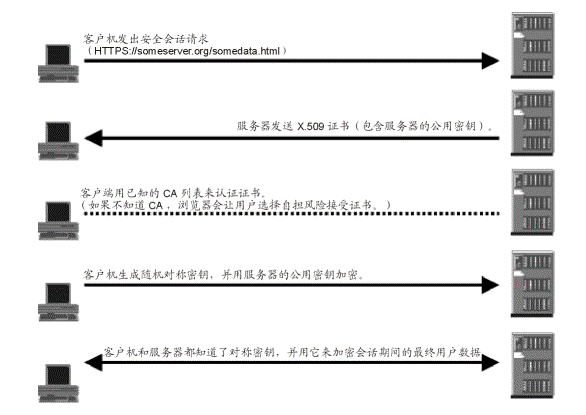 客户机发出安全会话请求
（HTTPS://someserver.org/somedata.html）
服务器发送 X.509 证书（包含服务器的公用密钥）。
客户端用已知的 CA 列表来认证证书。
（如果不知道 CA ，浏览器会让用户选择自担风险接受证书。）
客户机生成随机对称密钥，并用服务器的公用密钥加密。
客户机和服务器都知道了对称密钥，并用它来加密会话期间的最终用户数据